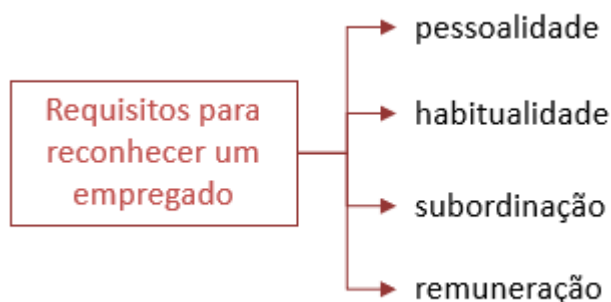 Requisitos para
reconhecer um
empregado
pessoalidade
habitualidade
subordinação
remuneração